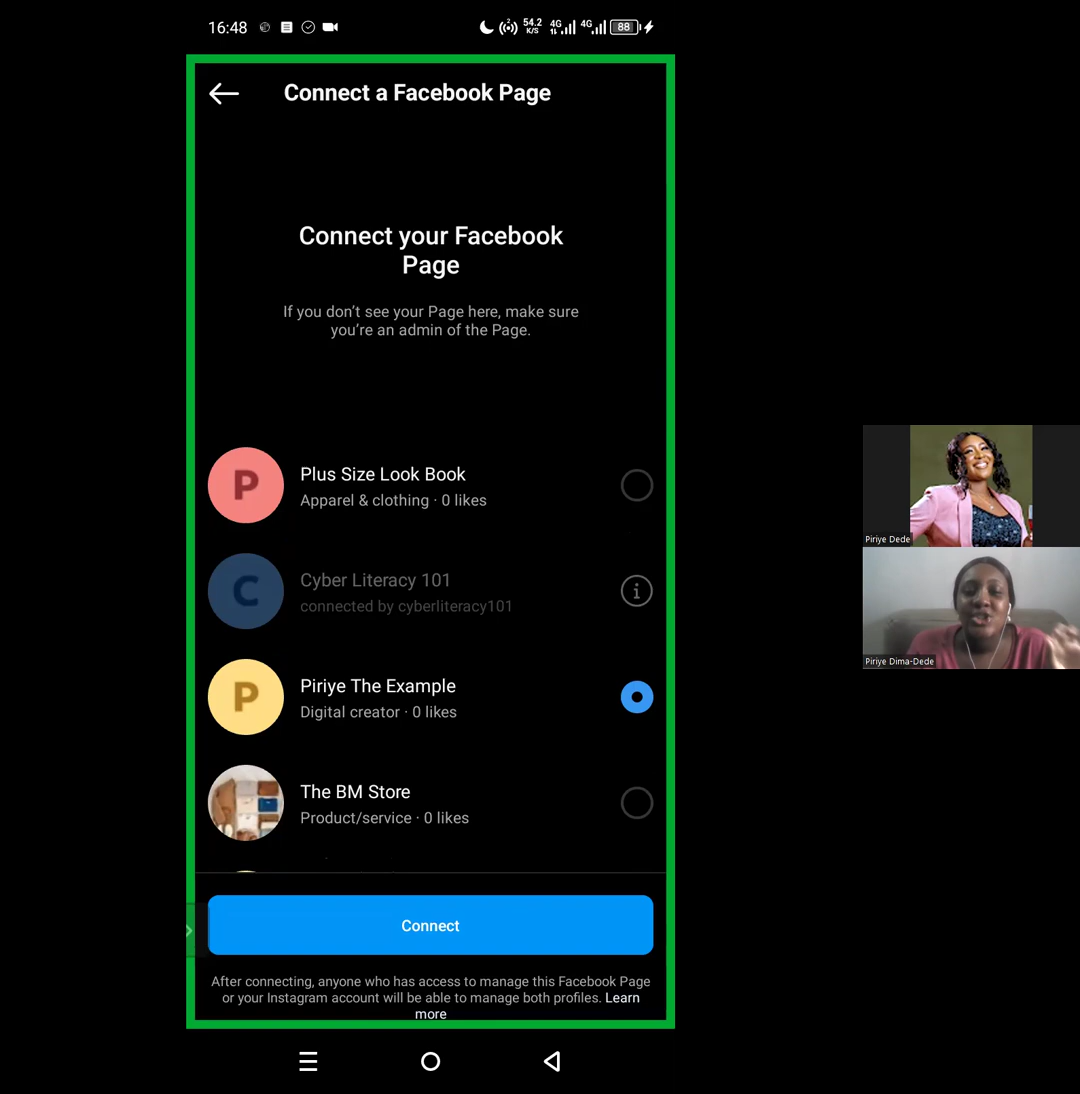 16:48
2
54.2
K/S
4G
4G
88
Connect a Facebook Page
Connect your Facebook
Page
If you don’t see your Page here, make sure
you’re an admin of the Page.
P
Plus Size Look Book
Apparel & clothing · 0 likes
C
Cyber Literacy 101
connected by cyberliteracy101
P
Piriye The Example
Digital creator · 0 likes
The BM Store
Product/service · 0 likes
Connect
After connecting, anyone who has access to manage this Facebook Page
or your Instagram account will be able to manage both profiles. Learn
more
Piriye Dede
Piriye Dima-Dede